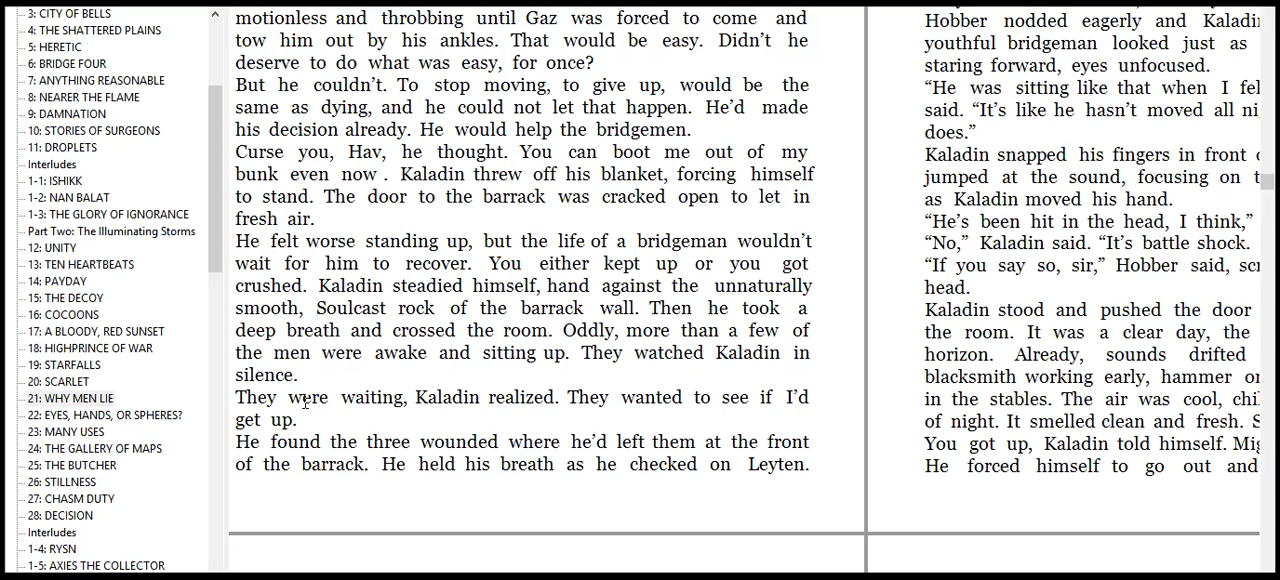 3: CITY OF BELLS
4: THE SHATTERED PLAINS
5: HERETIC
6: BRIDGE FOUR
7: ANYTHING REASONABLE
8: NEARER THE FLAME
9: DAMNATION
10: STORIES OF SURGEONS
11: DROPLETS
Interludes
1-1: ISHIKK
1-2: NAN BALAT
1-3: THE GLORY OF IGNORANCE
Part Two: The Illuminating Storms
12: UNITY
13: TEN HEARTBEATS
14: PAYDAY
15: THE DECOY
16: COCOONS
17: A BLOODY, RED SUNSET
18: HIGHPRINCE OF WAR
19: STARFALLS
20: SCARLET
21: WHY MEN LIE
22: EYES, HANDS, OR SPHERES?
23: MANY USES
24: THE GALLERY OF MAPS
25: THE BUTCHER
26: STILLNESS
27: CHASM DUTY
28: DECISION
Interludes
1-4: RYSN
1-5: AXIES THE COLLECTOR
motionless and throbbing until Gaz was forced to come and
tow him out by his ankles. That would be easy. Didn't he
deserve to do what was easy, for once?
But he couldn't. To stop moving, to give up, would be the
same as dying, and he could not let that happen. He'd made
his decision already. He would help the bridgemen.
Curse you, Hav, he thought. You can boot me out of my
bunk even now . Kaladin threw off his blanket, forcing himself
to stand. The door to the barrack was cracked open to let in
fresh air.
He felt worse standing up, but the life of a bridgeman wouldn't
wait for him to recover. You either kept up or you got
crushed. Kaladin steadied himself, hand against the unnaturally
smooth, Soulcast rock of the barrack wall. Then he took a
deep breath and crossed the room. Oddly, more than a few of
the men were awake and sitting up. They watched Kaladin in
silence.
They were waiting, Kaladin realized. They wanted to see if I'd
get up.
He found the three wounded where he'd left them at the front
of the barrack. He held his breath as he checked on Leyten.
Hobber nodded eagerly and Kaladin
youthful bridgeman looked just as
staring forward, eyes unfocused.
"He was sitting like that when I fel
said. "It's like he hasn't moved all ni
does."
Kaladin snapped his fingers in front
jumped at the sound, focusing on t
as Kaladin moved his hand.
"He's been hit in the head, I think,"
"No," Kaladin said. "It's battle shock.
"If you say so, sir," Hobber said, scr
head.
Kaladin stood and pushed the door
the room. It was a clear day, the
horizon. Already, sounds drifted
blacksmith working early, hammer on
in the stables. The air was cool, chil
of night. It smelled clean and fresh. S
You got up, Kaladin told himself. Mig
He forced himself to go out and